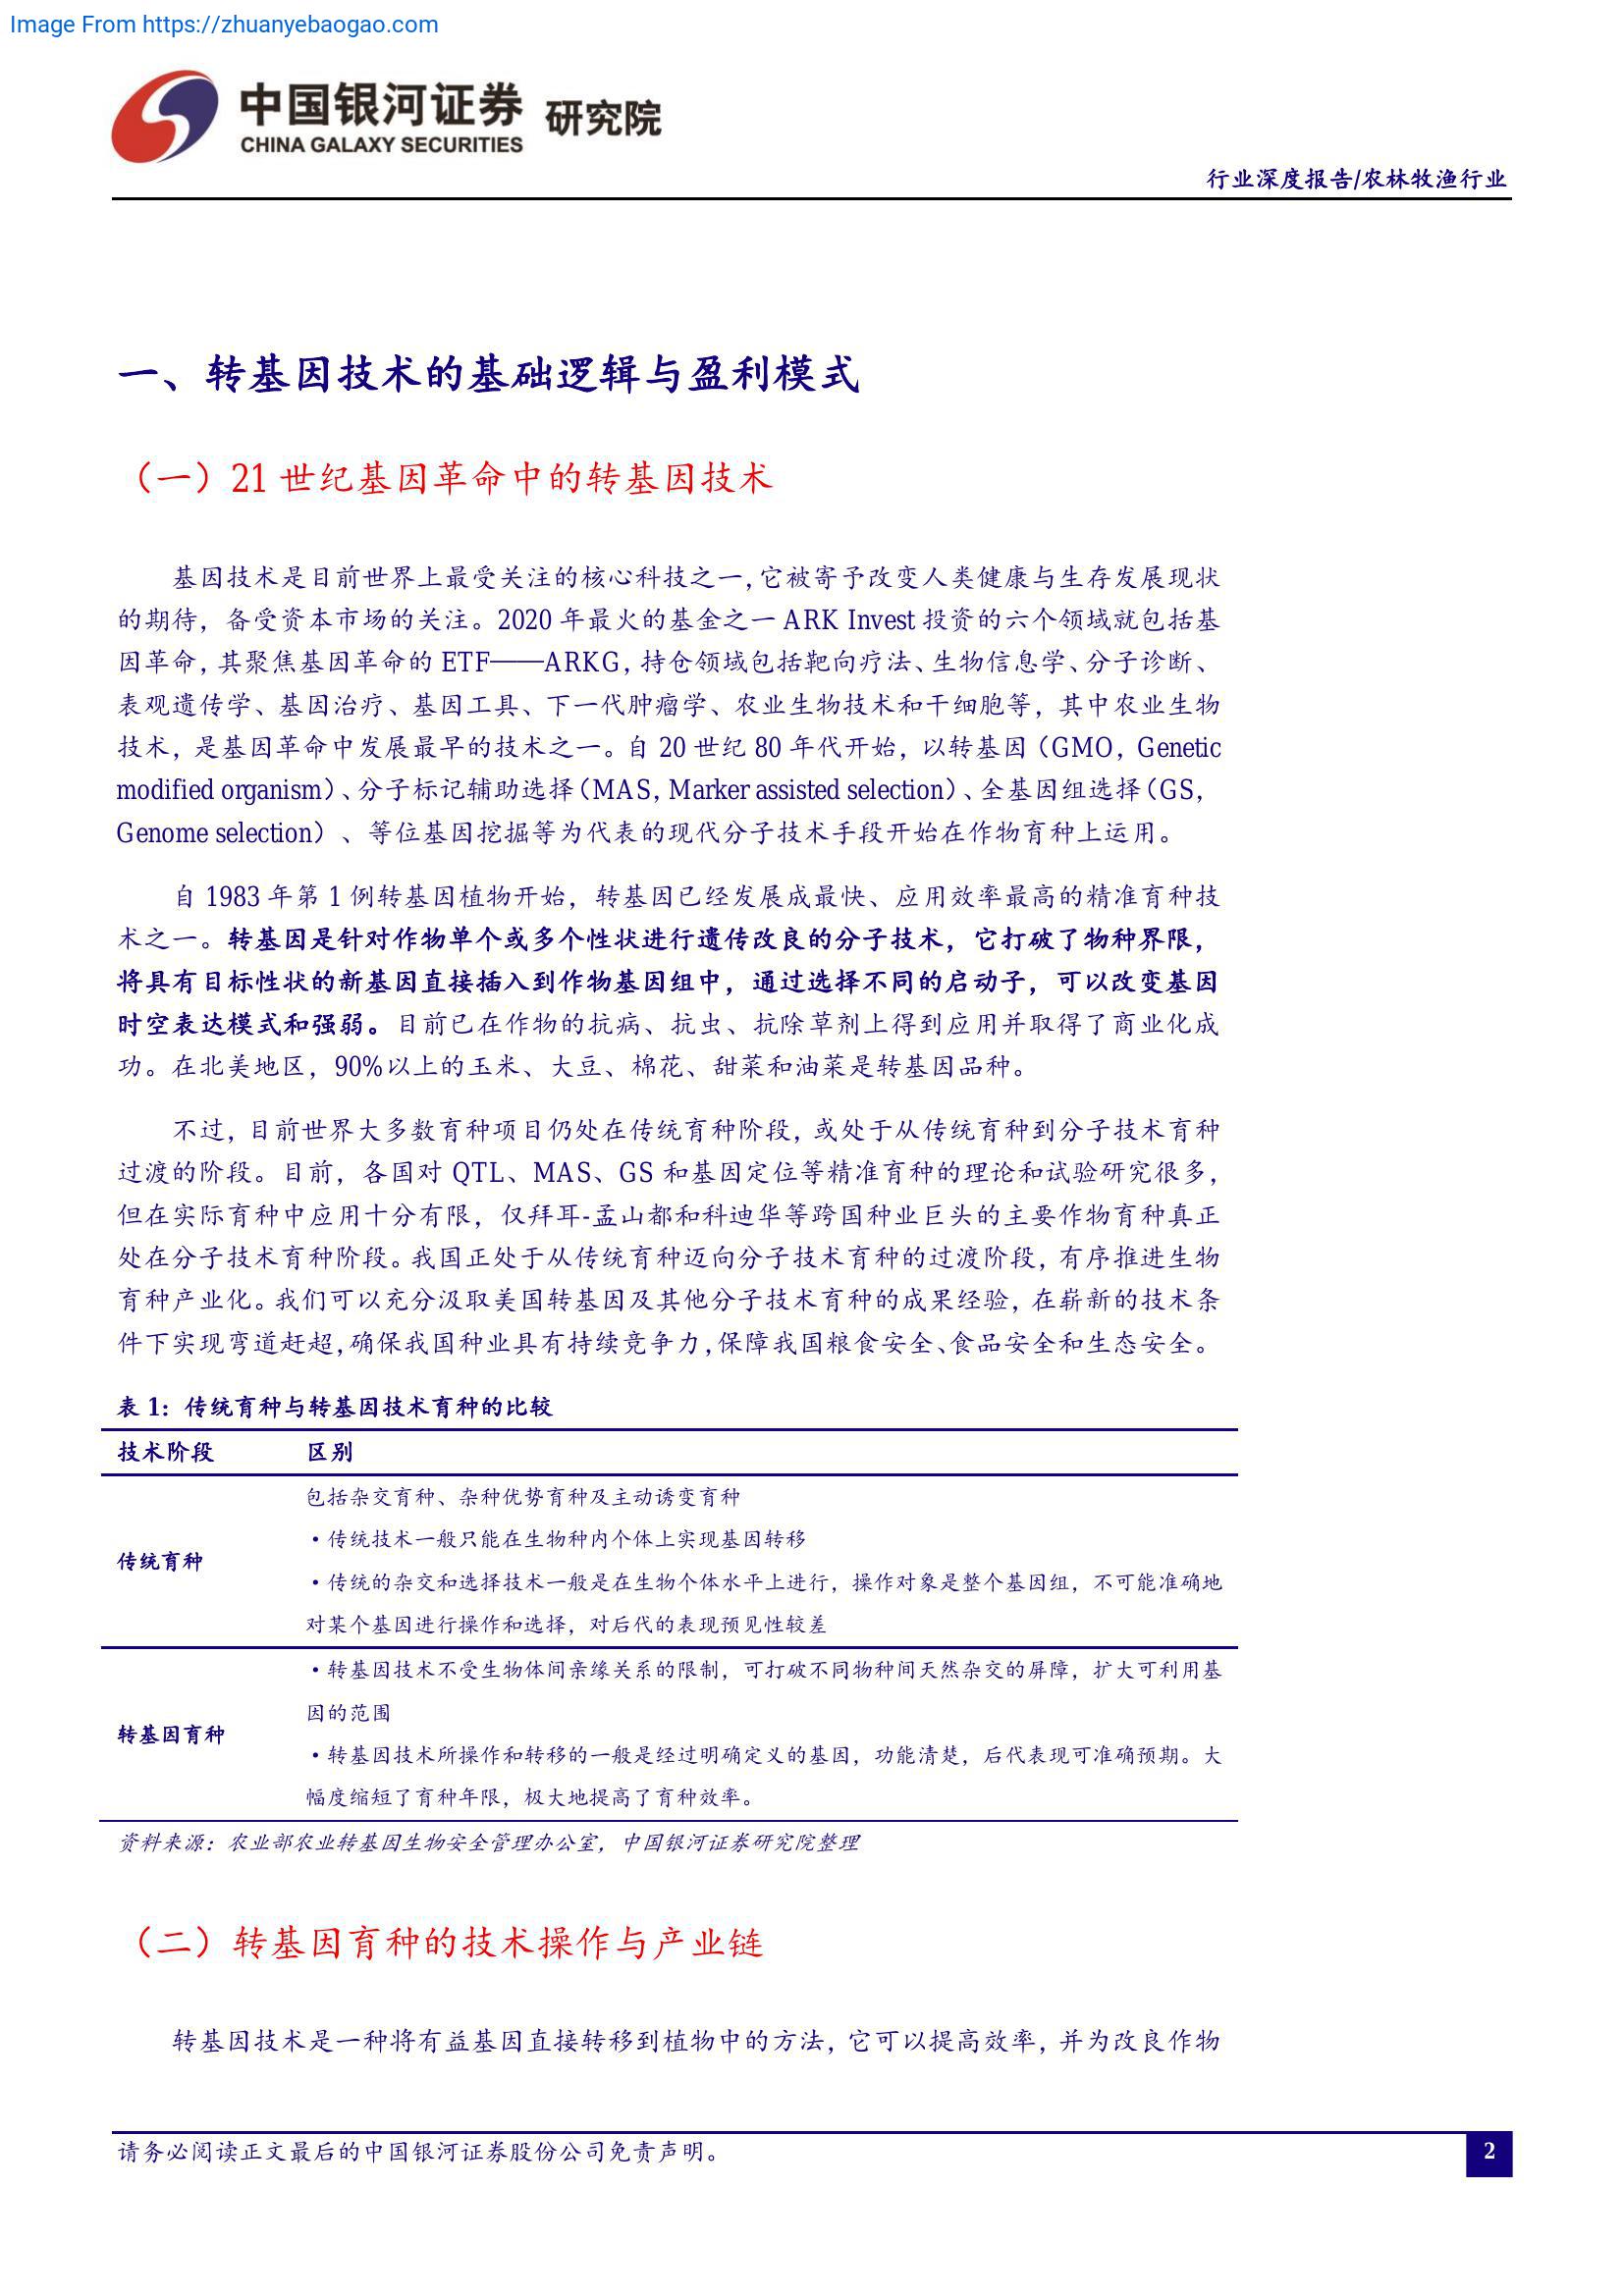 Image From https://zhuanyebaogao.com
中国银河证券 研究院
CHINA GALAXY SECURITIES
行业深度报告/农林牧渔行业
一、转基因技术的基础逻辑与盈利模式
（一）21 世纪基因革命中的转基因技术
基因技术是目前世界上最受关注的核心科技之一，它被寄予改变人类健康与生存发展现状
的期待，备受资本市场的关注。2020 年最火的基金之一 ARK Invest 投资的六个领域就包括基
因革命，其聚焦基因革命的 ETF——ARKG，持仓领域包括靶向疗法、生物信息学、分子诊断、
表观遗传学、基因治疗、基因工具、下一代肿瘤学、农业生物技术和干细胞等，其中农业生物
技术，是基因革命中发展最早的技术之一。自 20 世纪 80 年代开始，以转基因（GMO，Genetic
modified organism）、分子标记辅助选择（MAS，Marker assisted selection）、全基因组选择（GS，
Genome selection）、等位基因挖掘等为代表的现代分子技术手段开始在作物育种上运用。
自 1983 年第 1 例转基因植物开始，转基因已经发展成最快、应用效率最高的精准育种技
术之一。转基因是针对作物单个或多个性状进行遗传改良的分子技术，它打破了物种界限，
将具有目标性状的新基因直接插入到作物基因组中，通过选择不同的启动子，可以改变基因
时空表达模式和强弱。目前已在作物的抗病、抗虫、抗除草剂上得到应用并取得了商业化成
功。在北美地区，90%以上的玉米、大豆、棉花、甜菜和油菜是转基因品种。
不过，目前世界大多数育种项目仍处在传统育种阶段，或处于从传统育种到分子技术育种
过渡的阶段。目前，各国对 QTL、MAS、GS 和基因定位等精准育种的理论和试验研究很多，
但在实际育种中应用十分有限，仅拜耳-孟山都和科迪华等跨国种业巨头的主要作物育种真正
处在分子技术育种阶段。我国正处于从传统育种迈向分子技术育种的过渡阶段，有序推进生物
育种产业化。我们可以充分汲取美国转基因及其他分子技术育种的成果经验，在崭新的技术条
件下实现弯道赶超，确保我国种业具有持续竞争力，保障我国粮食安全、食品安全和生态安全。
表 1：传统育种与转基因技术育种的比较
技术阶段 区别
包括杂交育种、杂种优势育种及主动诱变育种
·传统技术一般只能在生物种内个体上实现基因转移
传统育种
·传统的杂交和选择技术一般是在生物个体水平上进行，操作对象是整个基因组，不可能准确地
对某个基因进行操作和选择，对后代的表现预见性较差
·转基因技术不受生物体间亲缘关系的限制，可打破不同物种间天然杂交的屏障，扩大可利用基
因的范围
转基因育种
·转基因技术所操作和转移的一般是经过明确定义的基因，功能清楚，后代表现可准确预期。大
幅度缩短了育种年限，极大地提高了育种效率。
资料来源：农业部农业转基因生物安全管理办公室，中国银河证券研究院整理
（二）转基因育种的技术操作与产业链
转基因技术是一种将有益基因直接转移到植物中的方法，它可以提高效率，并为改良作物
请务必阅读正文最后的中国银河证券股份公司免责声明。
2